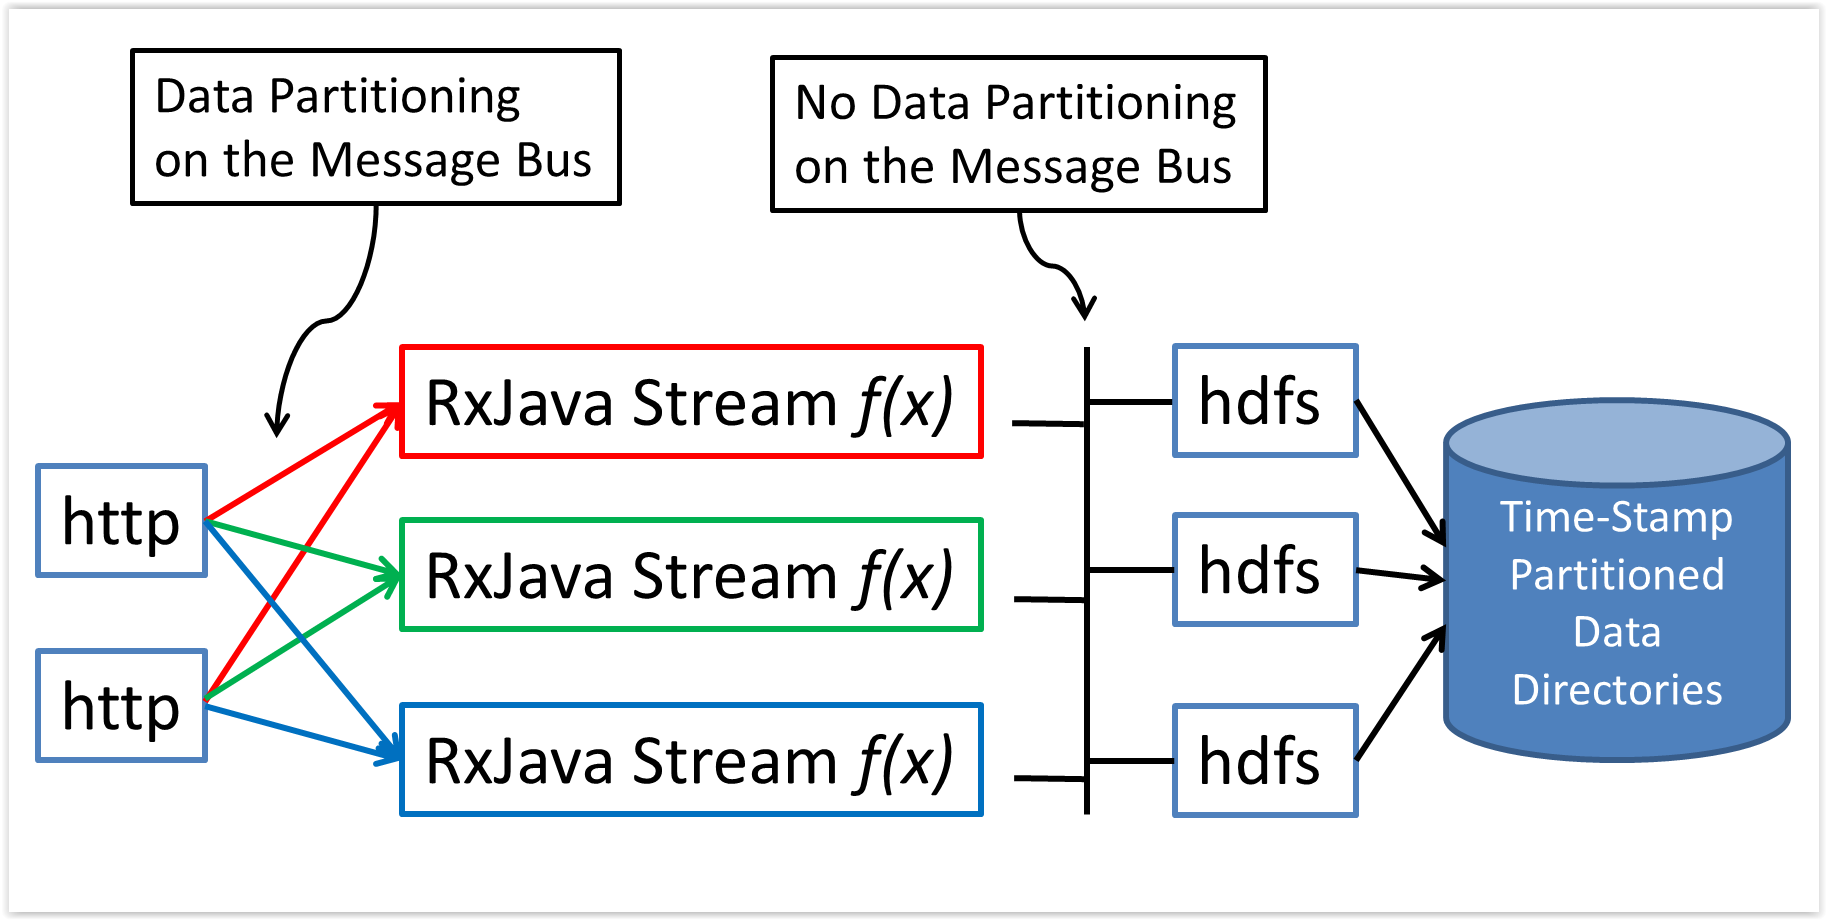 Data Partitioning
on the Message Bus
No Data Partitioning
on the Message Bus
http
http
RxJava Stream f(x)
RxJava Stream f(x)
RxJava Stream f(x)
hdfs
hdfs
hdfs
Time-Stamp
Partitioned
Data
Directories